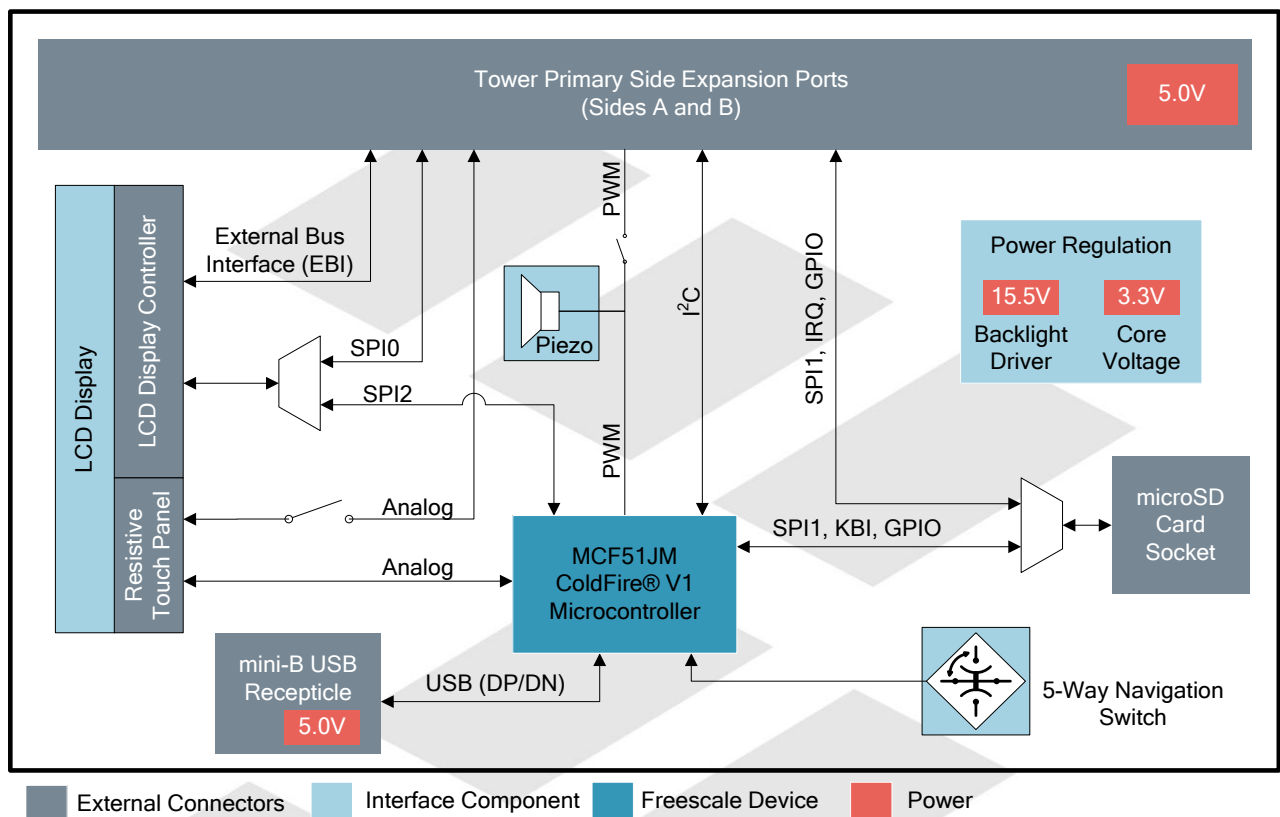 Tower Primary Side Expansion Ports
(Sides A and B)
5.0V
LCD Display
LCD Display Controller
Resistive
Touch Panel
External Bus
Interface (EBI)
SPI0
SPI2
Analog
Analog
PWM
Piezo
PWM
I²C
SPI1, IRQ, GPIO
Power Regulation
15.5V
3.3V
Backlight
Driver
Core
Voltage
MCF51JM
ColdFire® V1
Microcontroller
SPI1, KBI, GPIO
microSD
Card
Socket
mini-B USB
Recepticle
5.0V
USB (DP/DN)
5-Way Navigation
Switch
External Connectors
Interface Component
Freescale Device
Power